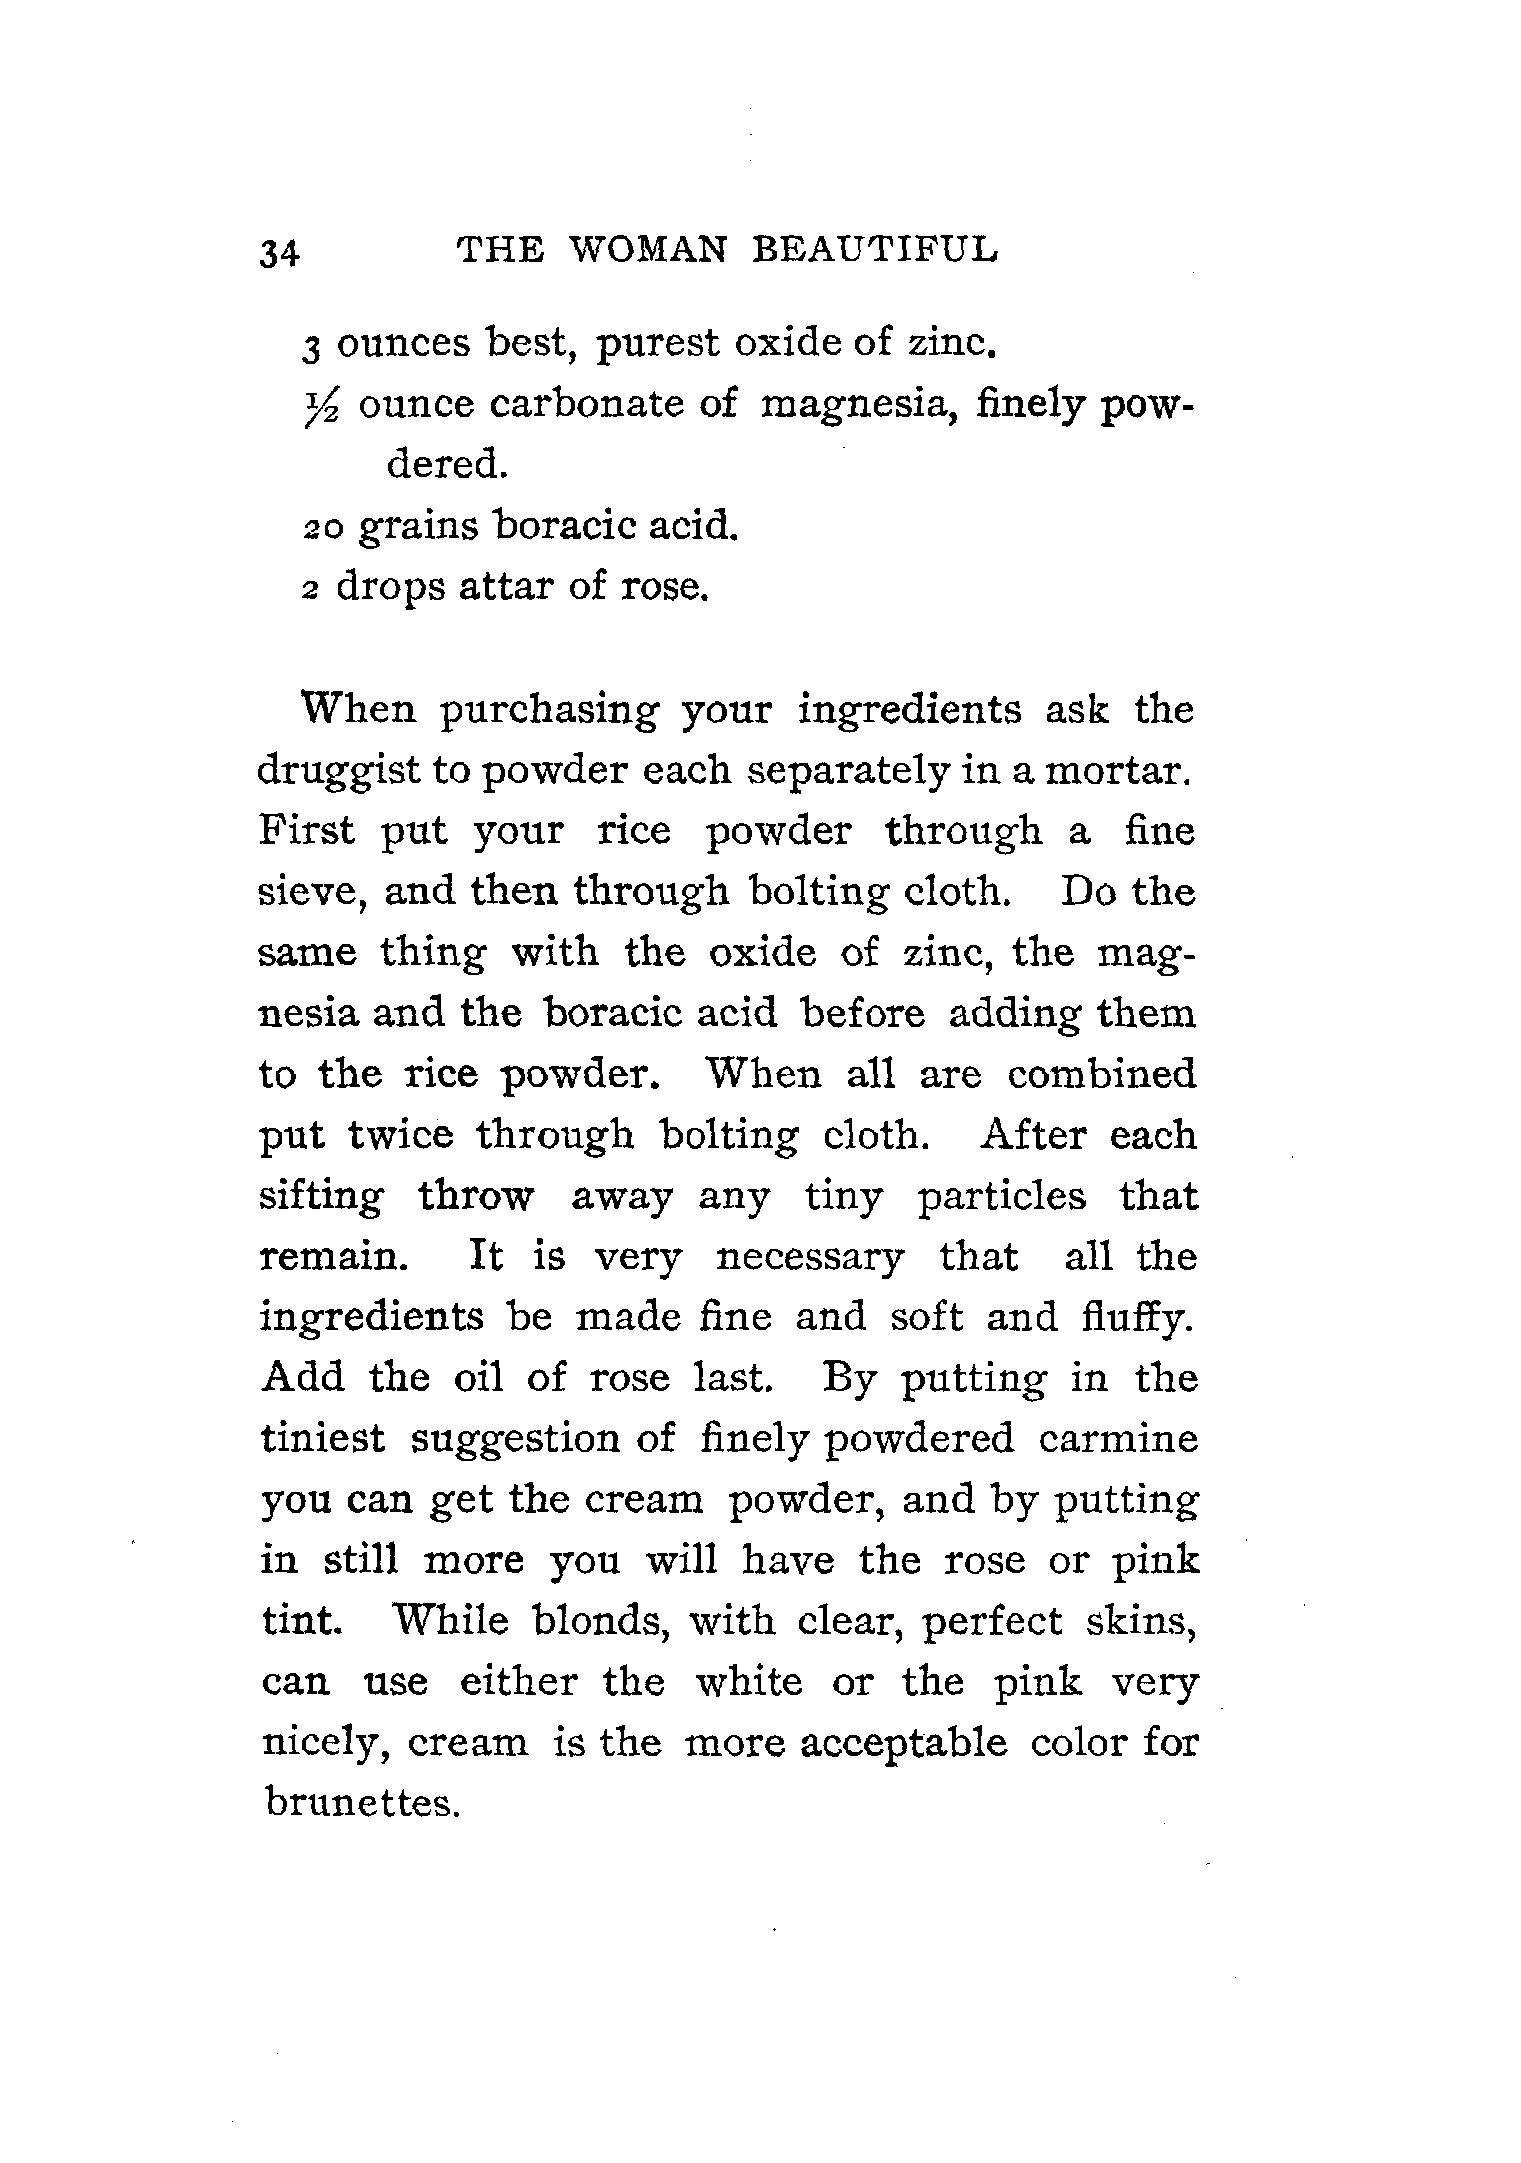 34 THE WOMAN BEAUTIFUL
3 ounces best, purest oxide of zinc.
½ ounce carbonate of magnesia, finely pow-
dered.
20 grains boracic acid.
2 drops attar of rose.
When purchasing your ingredients ask the
druggist to powder each separately in a mortar.
First put your rice powder through a fine
sieve, and then through bolting cloth. Do the
same thing with the oxide of zinc, the mag-
nesia and the boracic acid before adding them
to the rice powder. When all are combined
put twice through bolting cloth. After each
sifting throw away any tiny particles that
remain. It is very necessary that all the
ingredients be made fine and soft and fluffy.
Add the oil of rose last. By putting in the
tiniest suggestion of finely powdered carmine
you can get the cream powder, and by putting
in still more you will have the rose or pink
tint. While blonds, with clear, perfect skins,
can use either the white or the pink very
nicely, cream is the more acceptable color for
brunettes.